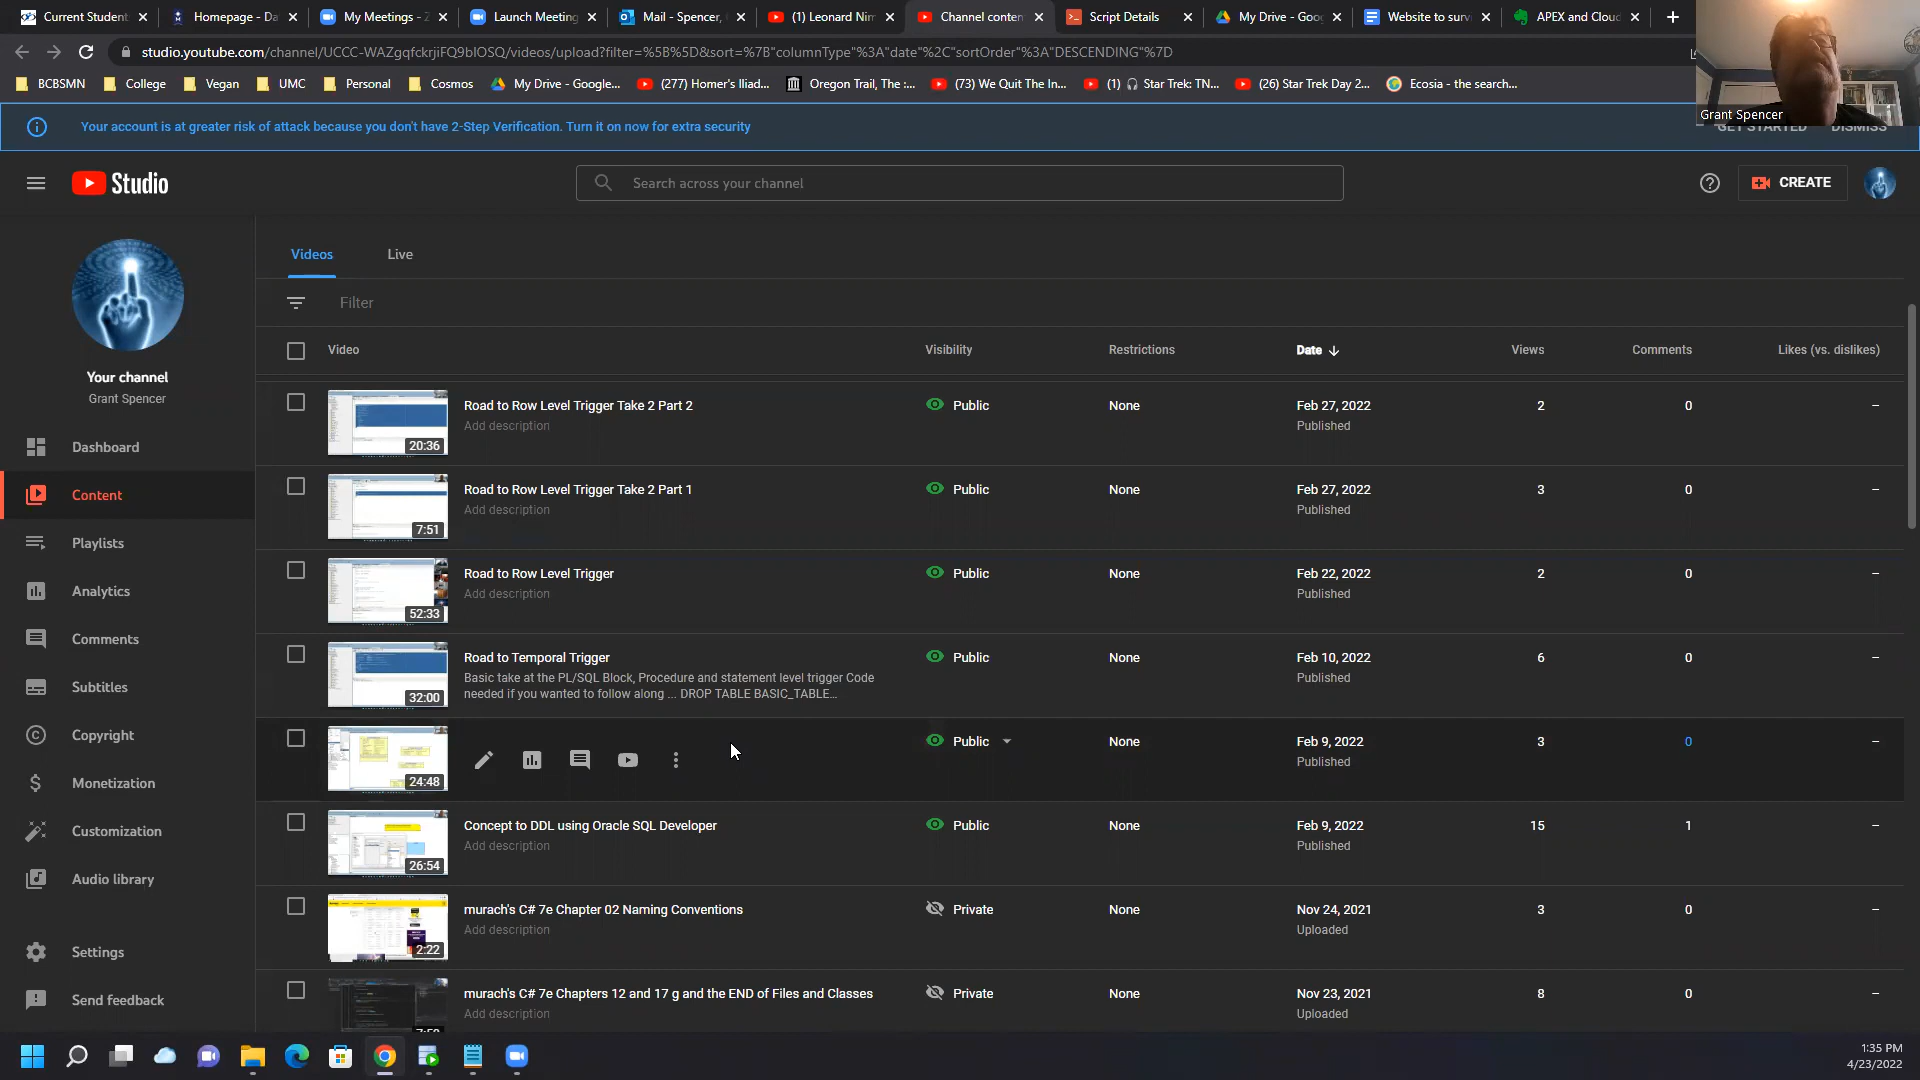 Current Student
Homepage - Da
My Meetings - Z
Launch Meeting
Mail - Spencer,
(1) Leonard Nim
Channel conten
Script Details
My Drive - Goo
Website to surv
APEX and Cloud
studio.youtube.com/channel/UCCC-WAZgqfckrjiFQ9blOSQ/videos/upload?filter=%5B%5D&sort=%7B"columnType"%3A"date"%2C"sortOrder"%3A"DESCENDING"%7D
BCBSMN
College
Vegan
UMC
Personal
Cosmos
My Drive - Google...
(277) Homer's Iliad...
Oregon Trail, The :...
(73) We Quit The In...
(1) 🎧 Star Trek: TN...
(26) Star Trek Day 2...
Ecosia - the search...
Grant Spencer
Your account is at greater risk of attack because you don't have 2-Step Verification. Turn it on now for extra security
GET STARTED DISMISS
Studio
Search across your channel
CREATE
Your channel
Grant Spencer
Dashboard
Content
Playlists
Analytics
Comments
Subtitles
Copyright
Monetization
Customization
Audio library
Settings
Send feedback
Videos Live
Filter
Video Visibility Restrictions Date Views Comments Likes (vs. dislikes)
Road to Row Level Trigger Take 2 Part 2 Public None Feb 27, 2022 2 0 –
Add description Published
20:36
Road to Row Level Trigger Take 2 Part 1 Public None Feb 27, 2022 3 0 –
Add description Published
7:51
Road to Row Level Trigger Public None Feb 22, 2022 2 0 –
Add description Published
52:33
Road to Temporal Trigger Public None Feb 10, 2022 6 0 –
Basic take at the PL/SQL Block, Procedure and statement level trigger Code Published
needed if you wanted to follow along ... DROP TABLE BASIC_TABLE...
32:00
Public None Feb 9, 2022 3 0 –
Published
24:48
Concept to DDL using Oracle SQL Developer Public None Feb 9, 2022 15 1 –
Add description Published
26:54
murach's C# 7e Chapter 02 Naming Conventions Private None Nov 24, 2021 3 0 –
Add description Uploaded
2:22
murach's C# 7e Chapters 12 and 17 g and the END of Files and Classes Private None Nov 23, 2021 8 0 –
Add description Uploaded
1:35 PM
4/23/2022